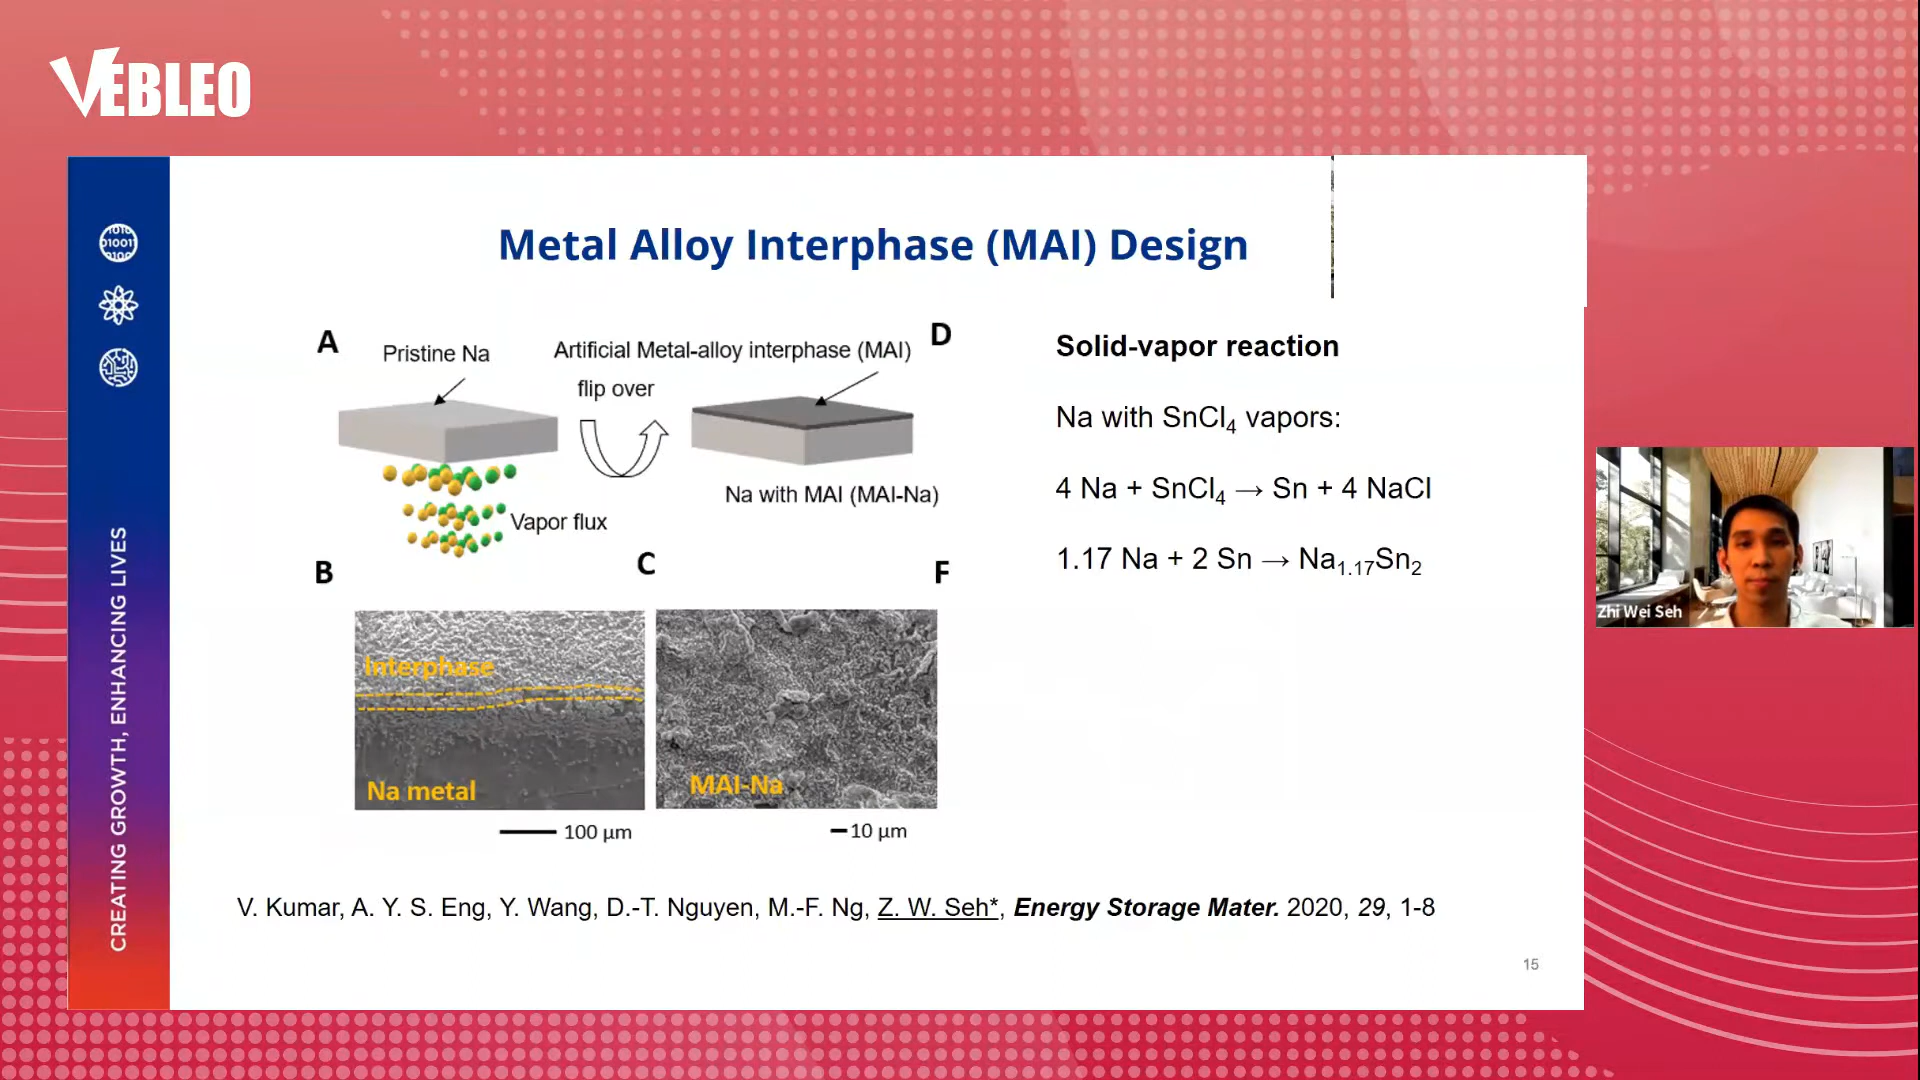 VEBLEO
1010
01001
0100
CREATING GROWTH, ENHANCING LIVES
Metal Alloy Interphase (MAI) Design
A
Pristine Na
Artificial Metal-alloy interphase (MAI)
D
flip over
Vapor flux
Na with MAI (MAI-Na)
B
C
F
Interphase
Na metal
MAI-Na
100 µm
10 µm
Solid-vapor reaction
Na with SnCl₄ vapors:
4 Na + SnCl₄ → Sn + 4 NaCl
1.17 Na + 2 Sn → Na₁.₁₇Sn₂
V. Kumar, A. Y. S. Eng, Y. Wang, D.-T. Nguyen, M.-F. Ng, Z. W. Seh*, Energy Storage Mater. 2020, 29, 1-8
15
Zhi Wei Seh